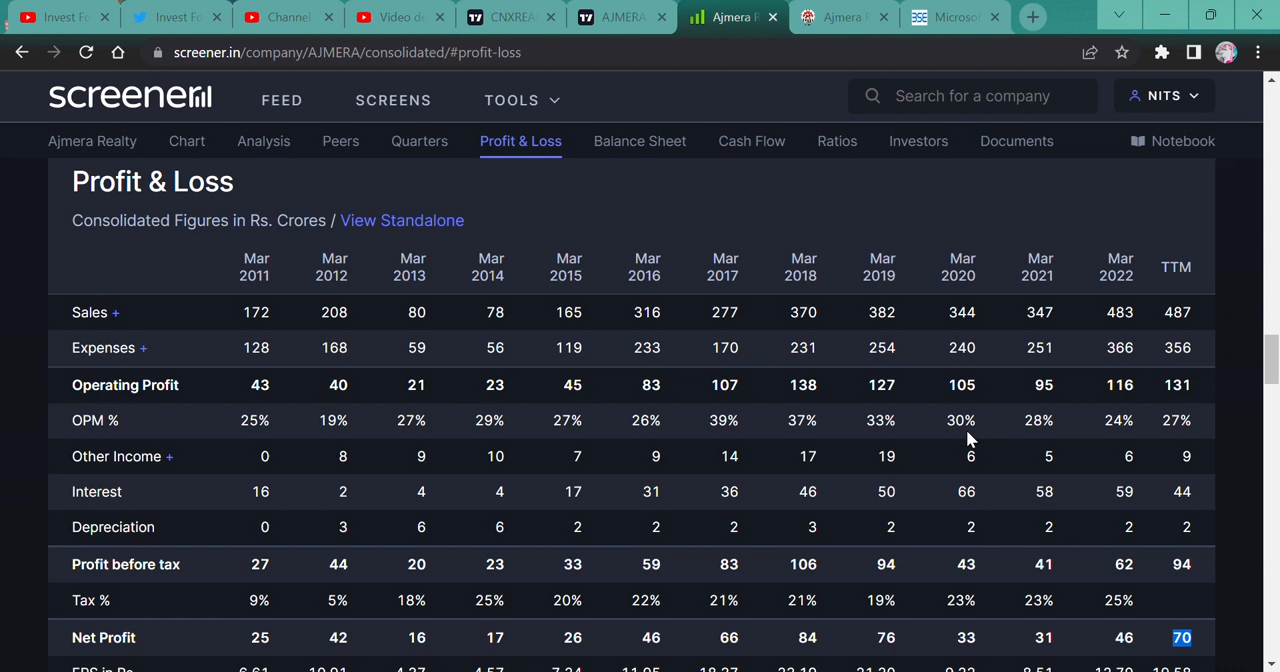 Invest Fo
Invest Fo
Channel
Video de
CNXREA
AJMERA
Ajmera R
Ajmera
Microso
screener.in/company/AJMERA/consolidated/#profit-loss
screener
FEED
SCREENS
TOOLS
Search for a company
NITS
Ajmera Realty Chart Analysis Peers Quarters Profit & Loss Balance Sheet Cash Flow Ratios Investors Documents Notebook
Profit & Loss
Consolidated Figures in Rs. Crores / View Standalone
Mar 2011 Mar 2012 Mar 2013 Mar 2014 Mar 2015 Mar 2016 Mar 2017 Mar 2018 Mar 2019 Mar 2020 Mar 2021 Mar 2022 TTM
Sales + 172 208 80 78 165 316 277 370 382 344 347 483 487
Expenses + 128 168 59 56 119 233 170 231 254 240 251 366 356
Operating Profit 43 40 21 23 45 83 107 138 127 105 95 116 131
OPM % 25% 19% 27% 29% 27% 26% 39% 37% 33% 30% 28% 24% 27%
Other Income + 0 8 9 10 7 9 14 17 19 6 5 6 9
Interest 16 2 4 4 17 31 36 46 50 66 58 59 44
Depreciation 0 3 6 6 2 2 2 3 2 2 2 2 2
Profit before tax 27 44 20 23 33 59 83 106 94 43 41 62 94
Tax % 9% 5% 18% 25% 20% 22% 21% 21% 19% 23% 23% 25%
Net Profit 25 42 16 17 26 46 66 84 76 33 31 46 70